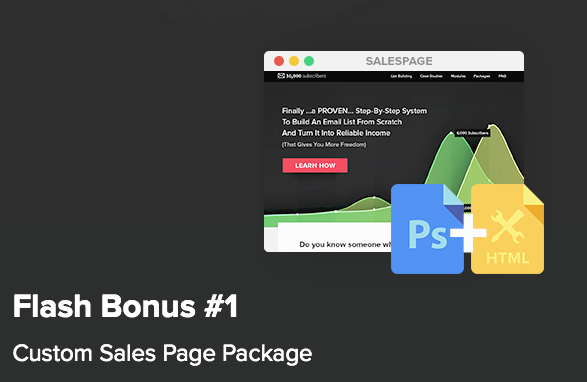 SALESPAGE
10,000 subscribers List Building Case Studies Modules Packages FAQ
Finally ...a PROVEN... Step-By-Step System
To Build An Email List From Scratch
And Turn It Into Reliable Income
(That Gives You More Freedom)
LEARN HOW
6,000 Subscribers
Do you know someone wh
Ps + HTML
Flash Bonus #1
Custom Sales Page Package